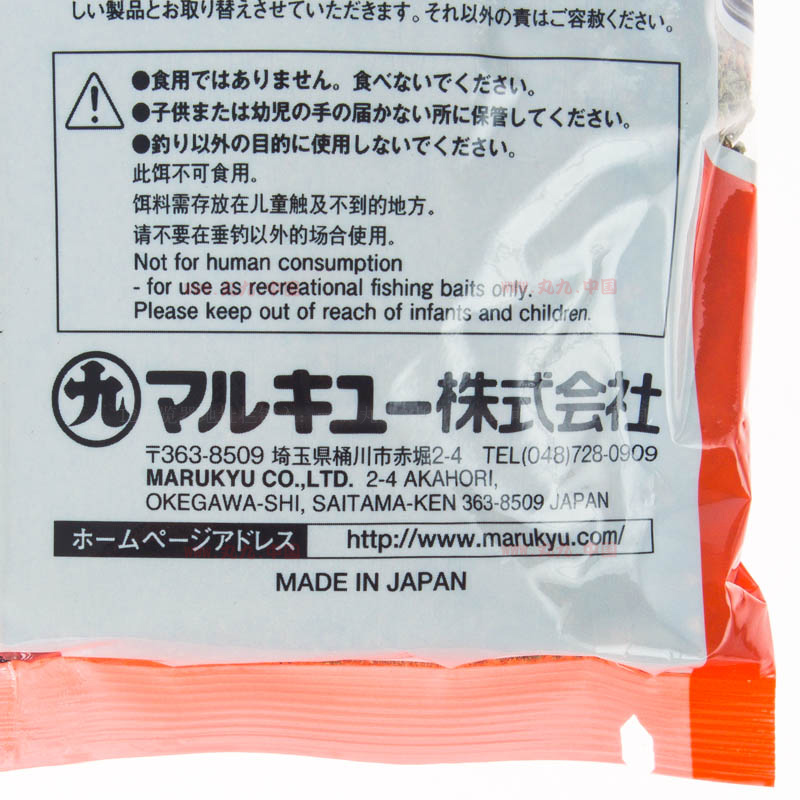 しい製品とお取り替えさせていただきます。それ以外の責はご容赦ください。
●食用ではありません。食べないでください。
●子供または幼児の手の届かない所に保管してください。
●釣り以外の目的に使用しないでください。
此饵不可食用。
饵料需存放在儿童触及不到的地方。
请不要在垂钓以外的场合使用。
Not for human consumption
- for use as recreational fishing baits only.
Please keep out of reach of infants and children.
九 マルキユー株式会社
〒363-8509 埼玉県桶川市赤堀2-4 TEL(048)728-0909
MARUKYU CO.,LTD. 2-4 AKAHORI,
OKEGAWA-SHI, SAITAMA-KEN 363-8509 JAPAN
ホームページアドレス http://www.marukyu.com/
MADE IN JAPAN